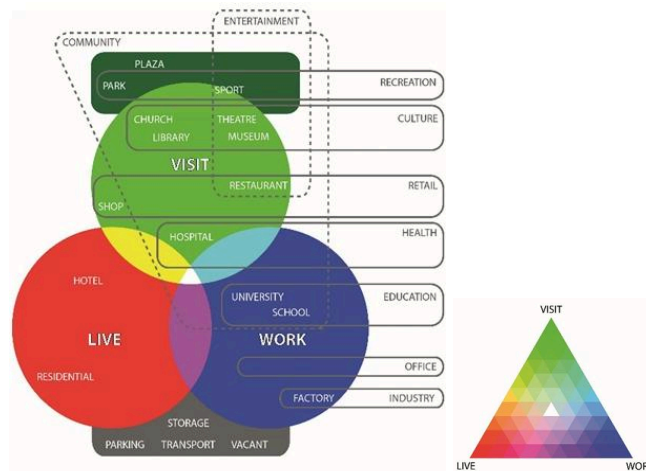 ENTERTAINMENT
COMMUNITY
PLAZA
PARK
SPORT
RECREATION
CHURCH
THEATRE
CULTURE
LIBRARY
MUSEUM
VISIT
RESTAURANT
RETAIL
SHOP
HOSPITAL
HEALTH
HOTEL
UNIVERSITY
EDUCATION
SCHOOL
VISIT
LIVE
WORK
OFFICE
RESIDENTIAL
FACTORY
INDUSTRY
STORAGE
PARKING
TRANSPORT
VACANT
LIVE
WOR